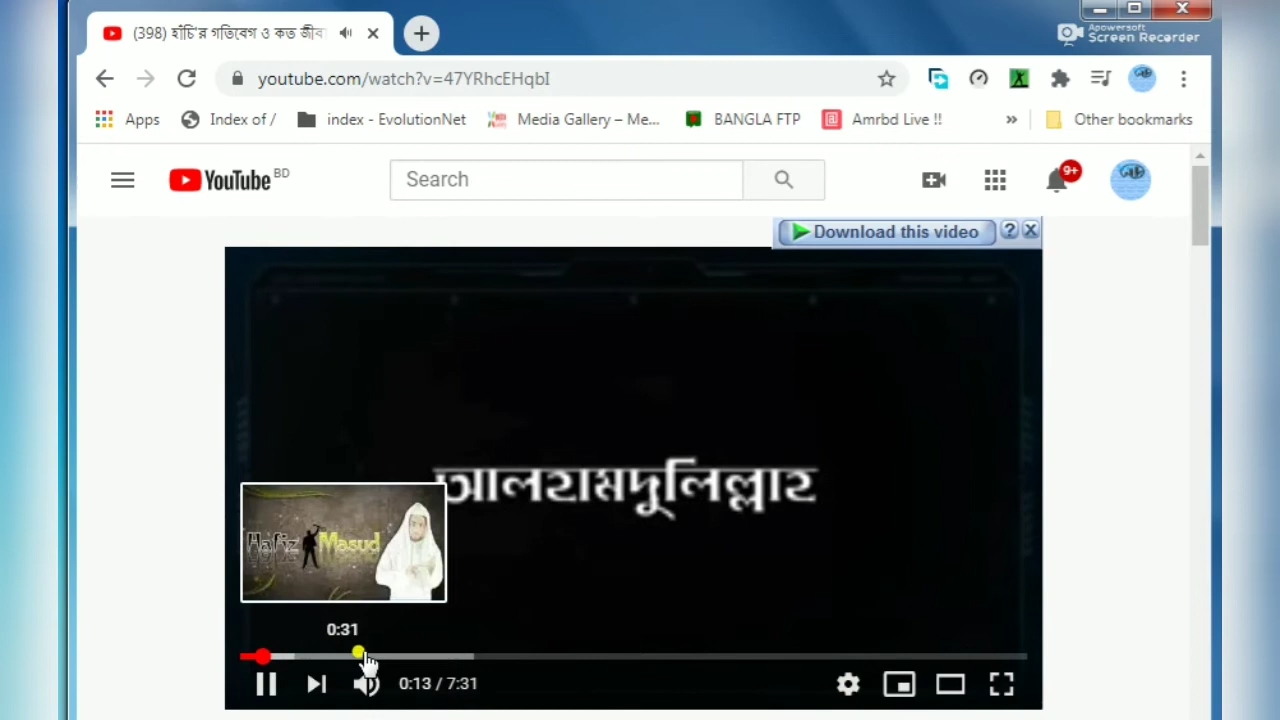 (398) হাঁচি'র গতিবেগ ও কত জীবা
Apowersoft
Screen Recorder
youtube.com/watch?v=47YRhcEHqbI
Apps
Index of /
index - EvolutionNet
Media Gallery – Me...
BANGLA FTP
Amrbd Live !!
»
Other bookmarks
YouTube BD
Search
9+
Download this video
? X
আলহামদুলিল্লাহ
Hafiz Masud
0:31
0:13 / 7:31